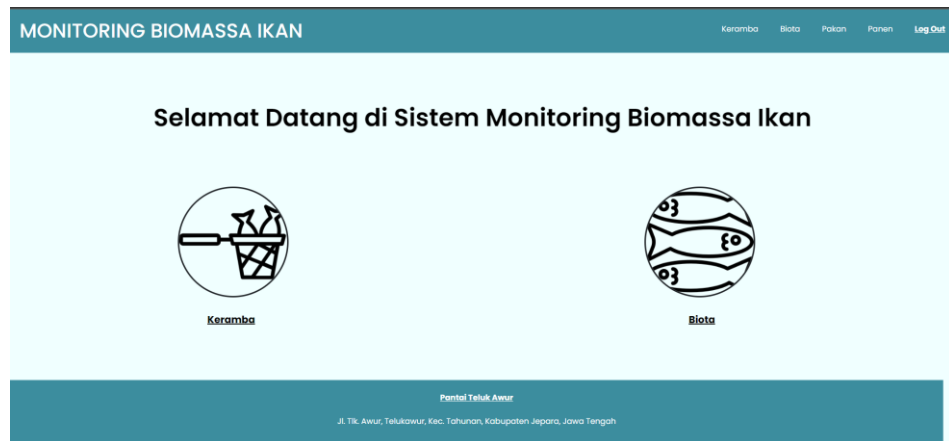 MONITORING BIOMASSA IKAN
Keramba Biota Pakan Panen Log Out
Selamat Datang di Sistem Monitoring Biomassa Ikan
Keramba
Biota
Pantai Teluk Awur
Jl. Tlk. Awur, Telukawur, Kec. Tahunan, Kabupaten Jepara, Jawa Tengah